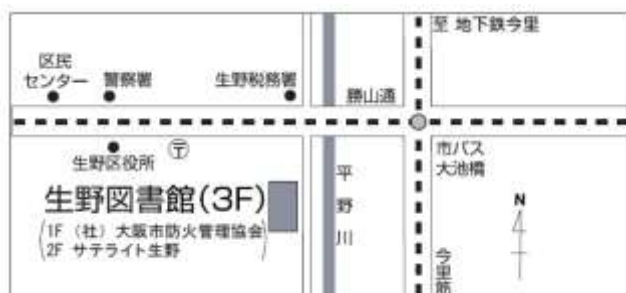 至 地下鉄今里
区民
センター
警察署
生野税務署
勝山通
生野区役所
〒
市バス
大池橋
生野図書館(3F)
1F (社) 大阪市防火管理協会
2F サテライト生野
平野川
N
今里筋